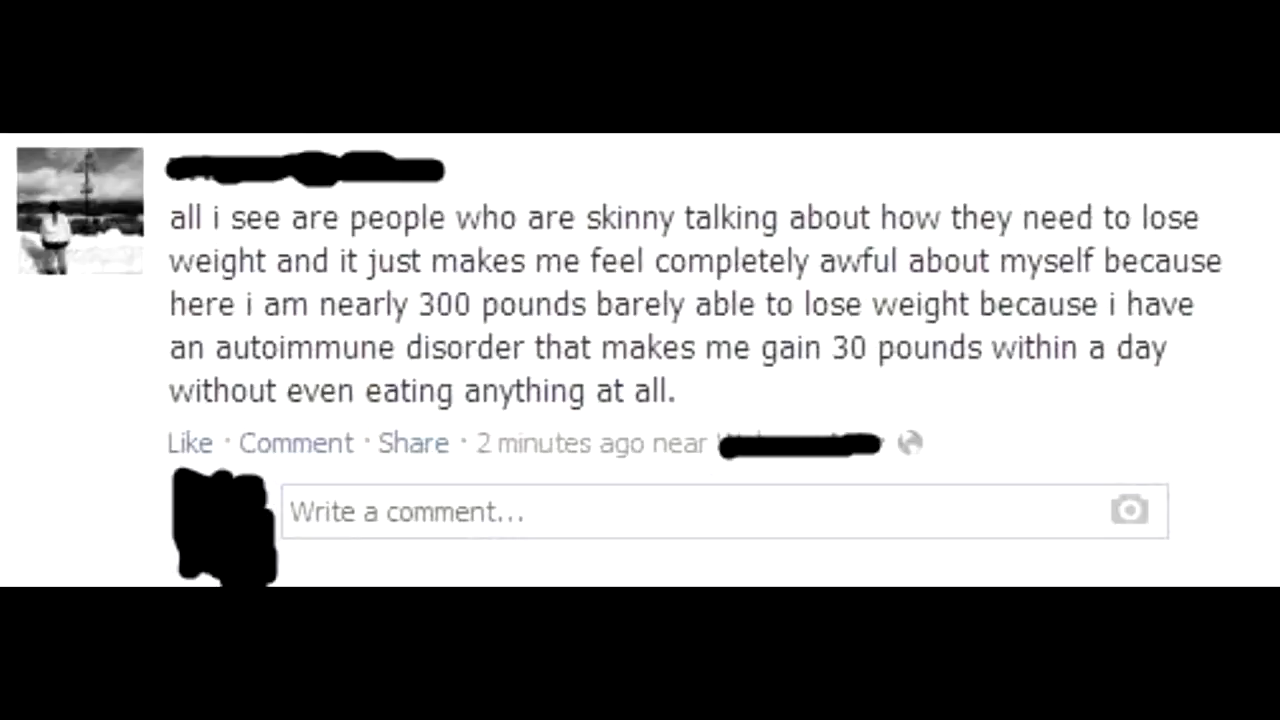 all i see are people who are skinny talking about how they need to lose
weight and it just makes me feel completely awful about myself because
here i am nearly 300 pounds barely able to lose weight because i have
an autoimmune disorder that makes me gain 30 pounds within a day
without even eating anything at all.
Like · Comment · Share · 2 minutes ago near
Write a comment...